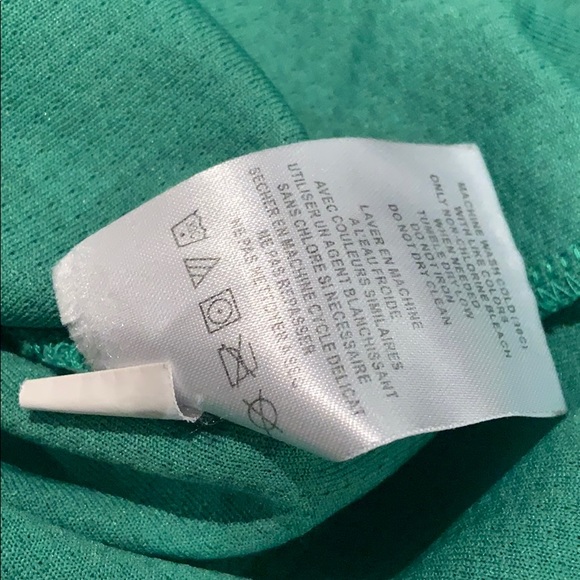 MACHINE WASH COLD (30C)
WITH LIKE COLORS
ONLY NON-CHLORINE BLEACH
WHEN NEEDED
TUMBLE DRY LOW
DO NOT IRON
DO NOT DRY CLEAN
LAVER EN MACHINE
A L'EAU FROIDE
AVEC COULEURS SIMILAIRES
UTILISER UN AGENT BLANCHISSANT
SANS CHLORE SI NECESSAIRE
SECHER EN MACHINE CYCLE DELICAT
NE PAS REPASSER
NE PAS NETTOYER